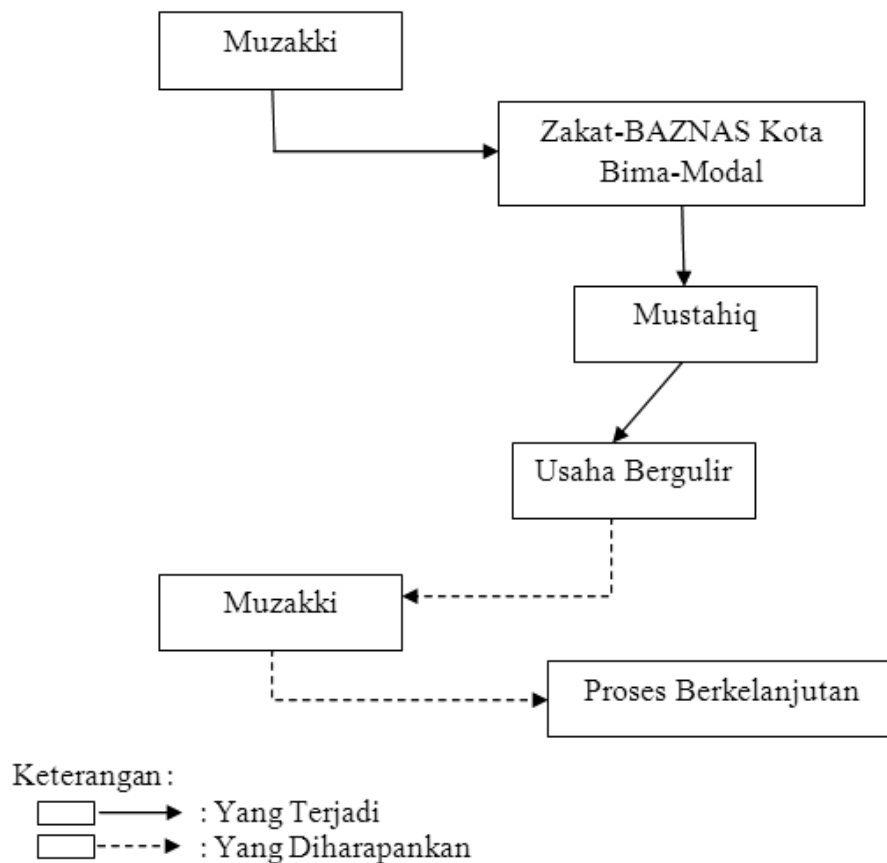 Muzakki
Zakat-BAZNAS Kota
Bima-Modal
Mustahiq
Usaha Bergulir
Muzakki
Proses Berkelanjutan
Keterangan :
: Yang Terjadi
: Yang Diharapankan